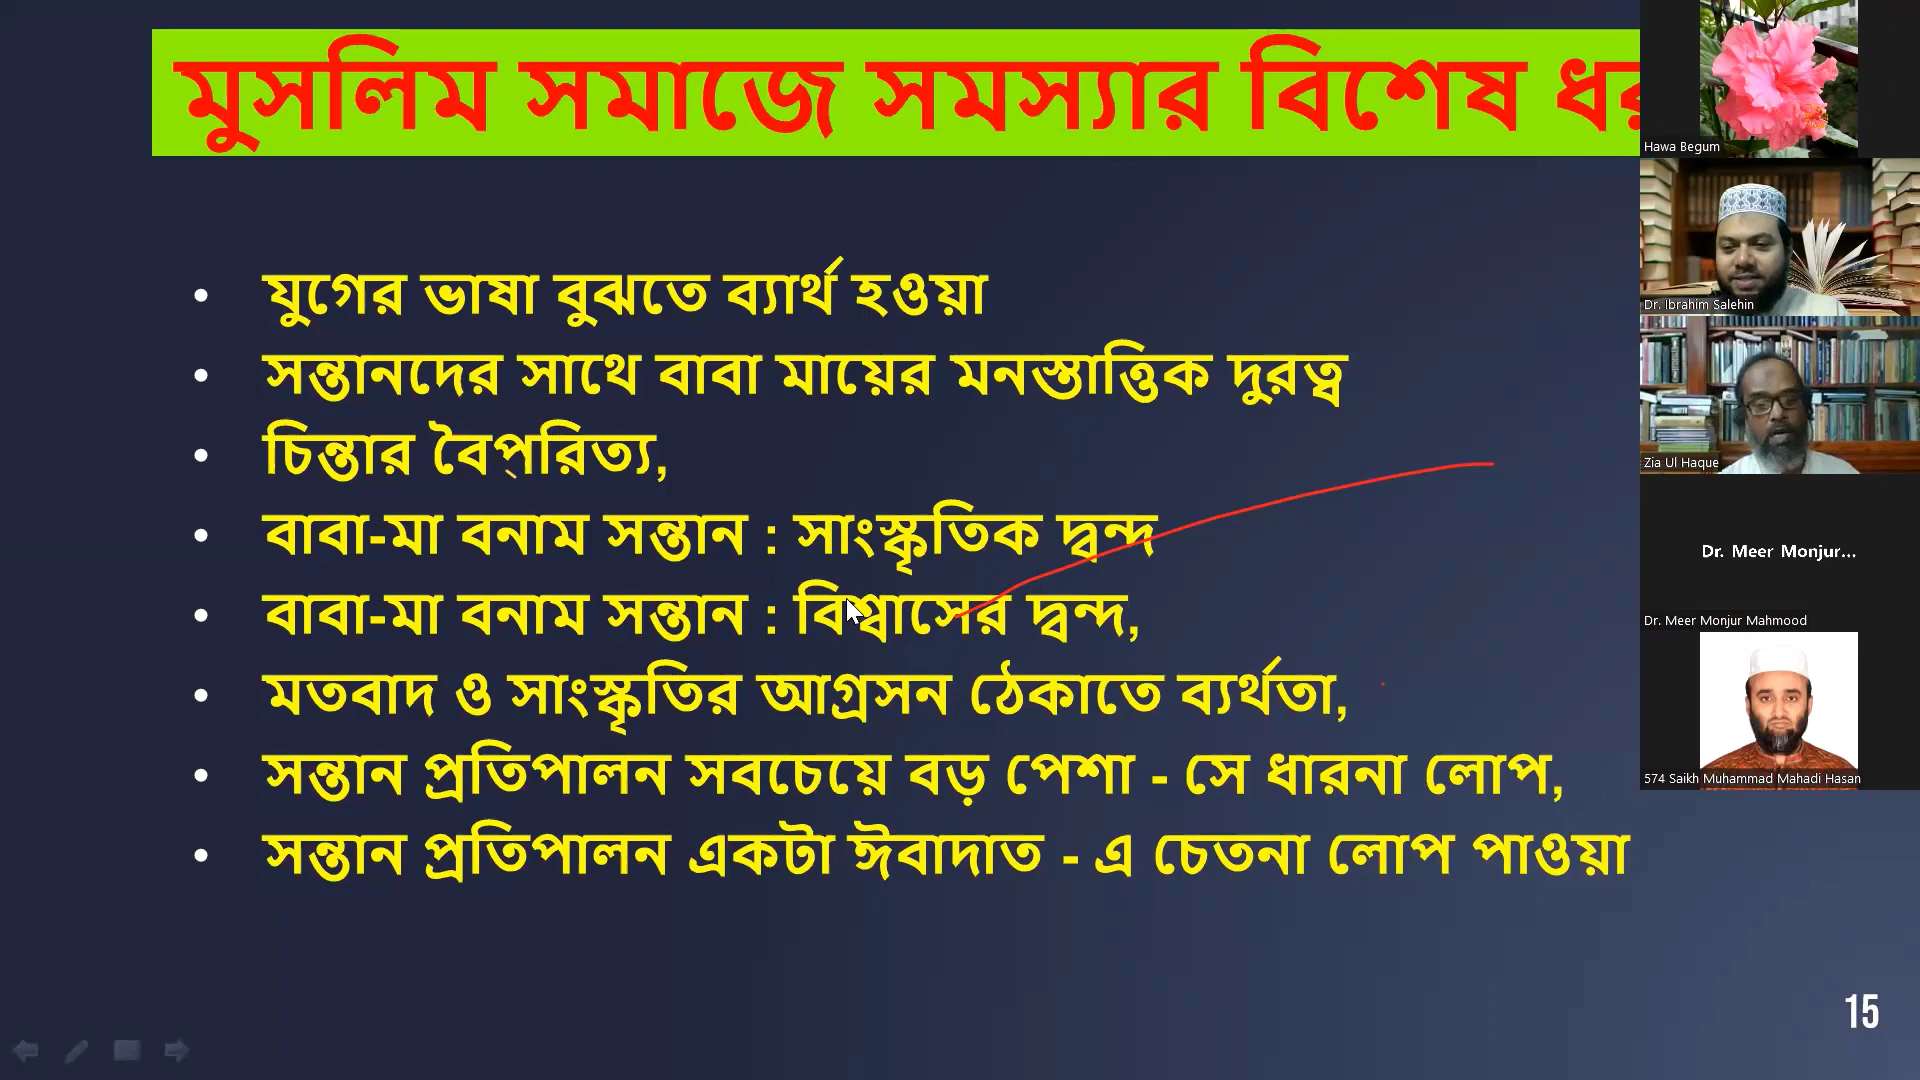 মুসলিম সমাজে সমস্যার বিশেষ ধর
• যুগের ভাষা বুঝতে ব্যার্থ হওয়া
• সন্তানদের সাথে বাবা মায়ের মনস্তাত্তিক দুরত্ব
• চিন্তার বৈপ্ররিত্য,
• বাবা-মা বনাম সন্তান : সাংস্কৃতিক দ্বন্দ
• বাবা-মা বনাম সন্তান : বিশ্বাসের দ্বন্দ,
• মতবাদ ও সাংস্কৃতির আগ্রসন ঠেকাতে ব্যর্থতা,
• সন্তান প্রতিপালন সবচেয়ে বড় পেশা - সে ধারনা লোপ,
• সন্তান প্রতিপালন একটা ঈবাদাত - এ চেতনা লোপ পাওয়া
15
Hawa Begum
Dr. Ibrahim Salehin
Zia Ul Haque
Dr. Meer Monjur...
Dr. Meer Monjur Mahmood
574 Saikh Muhammad Mahadi Hasan